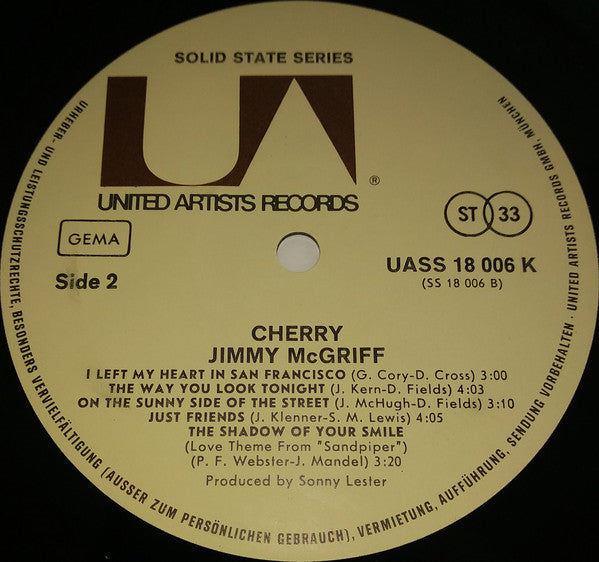 SOLID STATE SERIES
UA
®
UNITED ARTISTS RECORDS
GEMA
ST 33
Side 2
UASS 18 006 K
(SS 18 006 B)
CHERRY
JIMMY McGRIFF
I LEFT MY HEART IN SAN FRANCISCO (G. Cory-D. Cross) 3:00
THE WAY YOU LOOK TONIGHT (J. Kern-D. Fields) 4:03
ON THE SUNNY SIDE OF THE STREET (J. McHugh-D. Fields) 3:10
JUST FRIENDS (J. Klenner-S. M. Lewis) 4:05
THE SHADOW OF YOUR SMILE
(Love Theme From "Sandpiper")
(P. F. Webster-J. Mandel) 3:20
Produced by Sonny Lester
URHEBER- UND LEISTUNGSSCHUTZRECHTE, BESONDERS VERVIELFÄLTIGUNG (AUSSER ZUM PERSÖNLICHEN GEBRAUCH), VERMIETUNG, AUFFÜHRUNG, SENDUNG VORBEHALTEN · UNITED ARTISTS RECORDS GMBH, MÜNCHEN